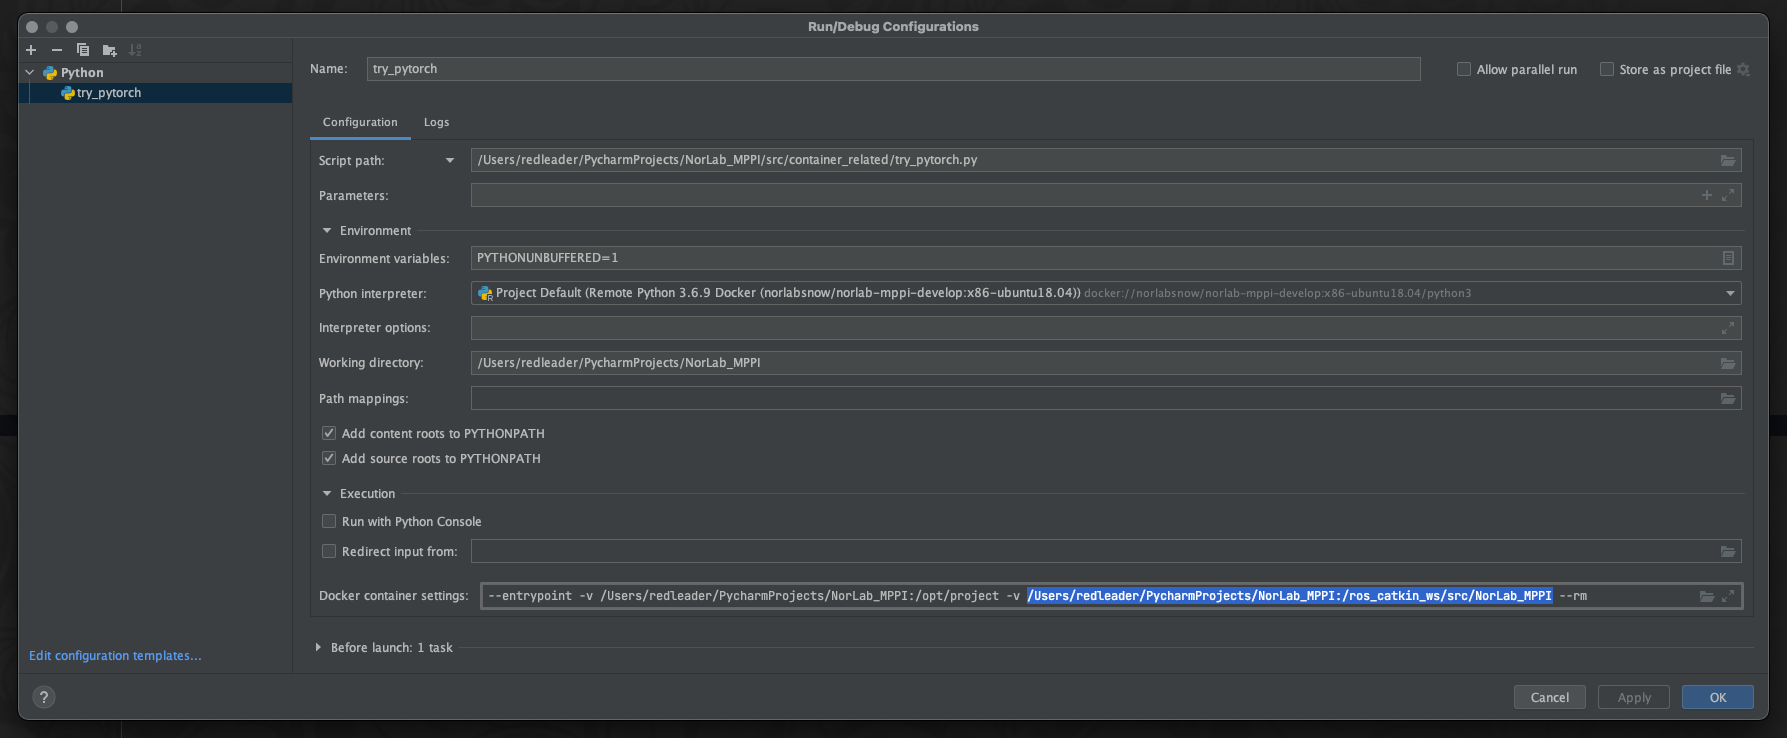 Run/Debug Configurations
Python
try_pytorch
Name: try_pytorch
Allow parallel run
Store as project file
Configuration
Logs
Script path: /Users/redleader/PycharmProjects/NorLab_MPPI/src/container_related/try_pytorch.py
Parameters:
Environment
Environment variables: PYTHONUNBUFFERED=1
Python interpreter: Project Default (Remote Python 3.6.9 Docker (norlabsnow/norlab-mppi-develop:x86-ubuntu18.04)) docker://norlabsnow/norlab-mppi-develop:x86-ubuntu18.04/python3
Interpreter options:
Working directory: /Users/redleader/PycharmProjects/NorLab_MPPI
Path mappings:
Add content roots to PYTHONPATH
Add source roots to PYTHONPATH
Execution
Run with Python Console
Redirect input from:
Docker container settings: --entrypoint -v /Users/redleader/PycharmProjects/NorLab_MPPI:/opt/project -v /Users/redleader/PycharmProjects/NorLab_MPPI:/ros_catkin_ws/src/NorLab_MPPI --rm
Before launch: 1 task
Edit configuration templates...
?
Cancel
Apply
OK